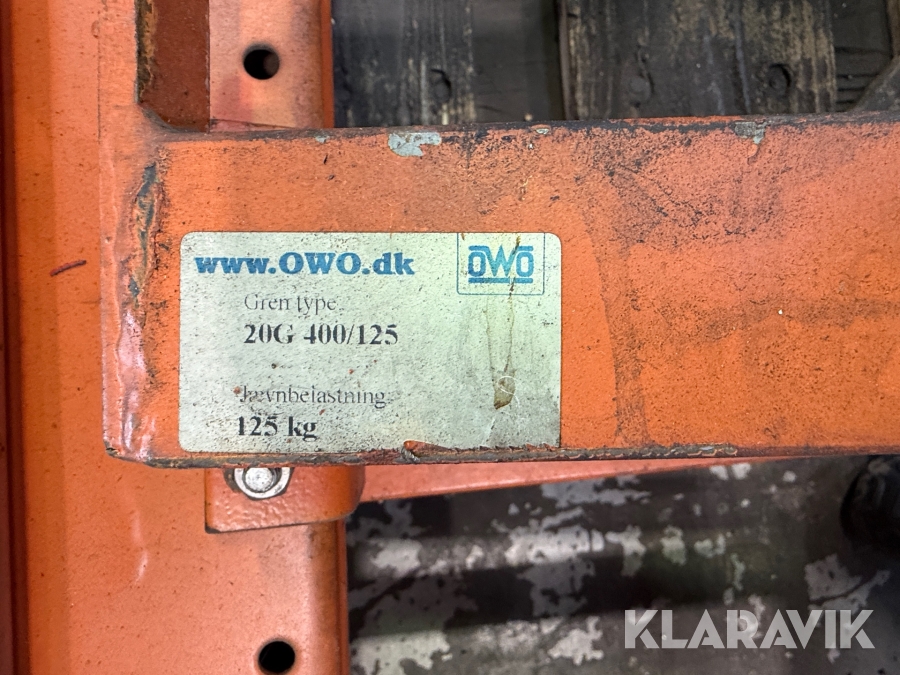 www.OWO.dk
OWO
Gren type
20G 400/125
Jævnbelastning
125 kg
KLARAVIK